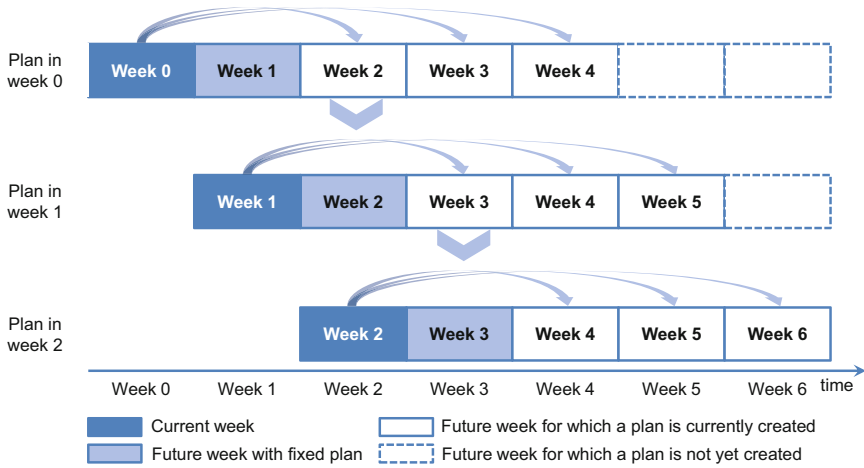 Plan in
week 0
Week 0 Week 1 Week 2 Week 3 Week 4
Plan in
week 1
Week 1 Week 2 Week 3 Week 4 Week 5
Plan in
week 2
Week 2 Week 3 Week 4 Week 5 Week 6
Week 0 Week 1 Week 2 Week 3 Week 4 Week 5 Week 6 time
Current week
Future week for which a plan is currently created
Future week with fixed plan
Future week for which a plan is not yet created